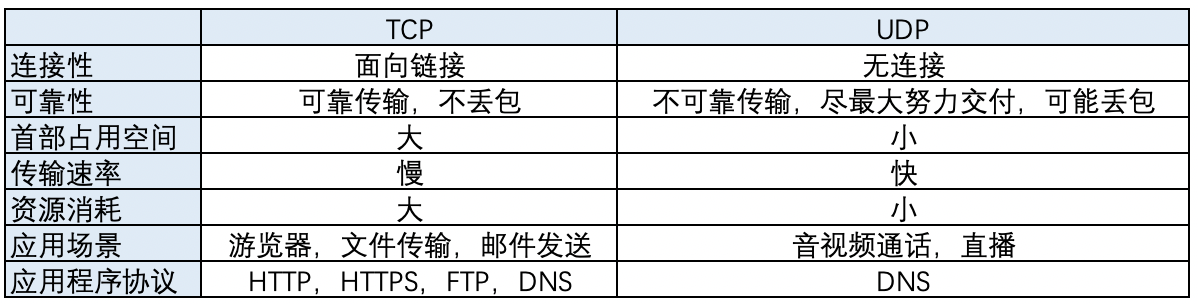 TCP UDP
连接性 面向链接 无连接
可靠性 可靠传输，不丢包 不可靠传输，尽最大努力交付，可能丢包
首部占用空间 大 小
传输速率 慢 快
资源消耗 大 小
应用场景 游览器，文件传输，邮件发送 音视频通话，直播
应用程序协议 HTTP，HTTPS，FTP，DNS DNS